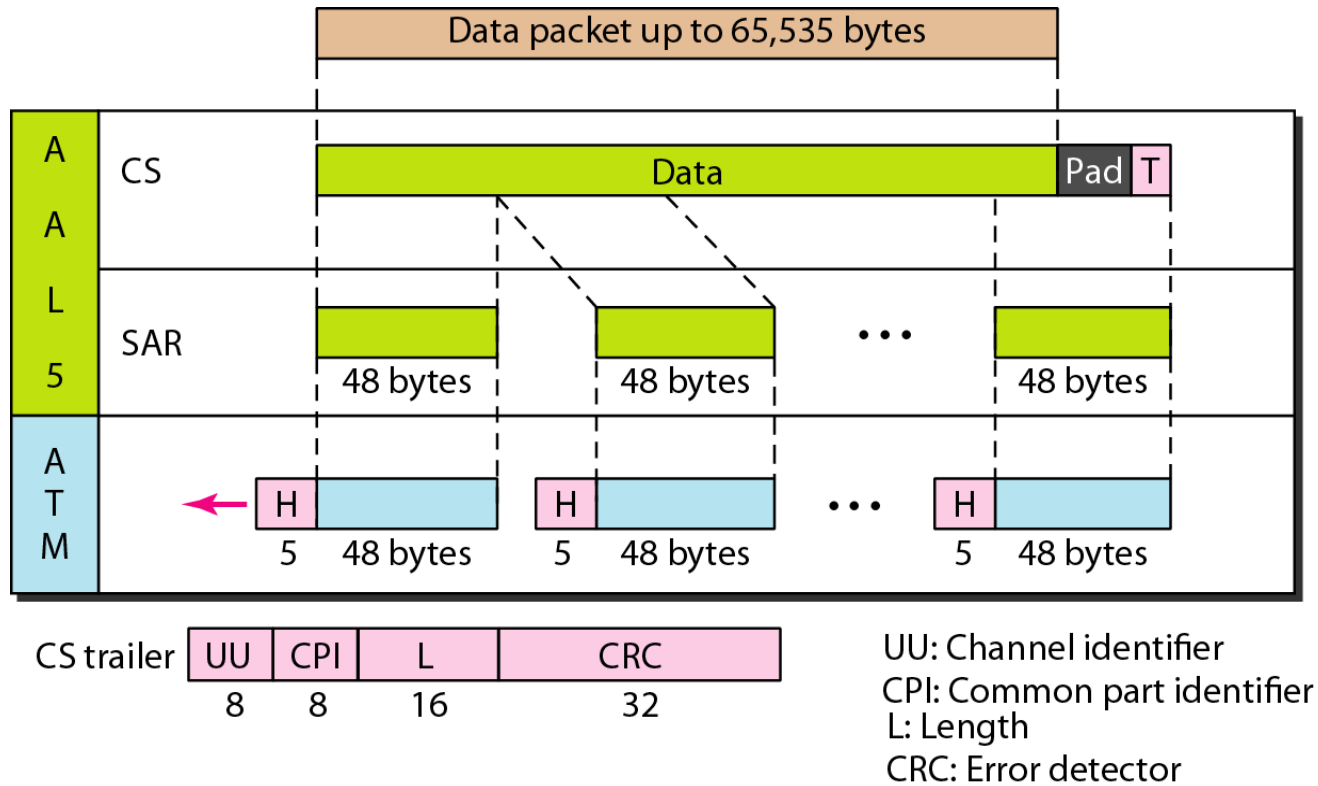 Data packet up to 65,535 bytes
A
A
L
5
CS
Data
Pad
T
SAR
48 bytes
48 bytes
48 bytes
A
T
M
H
H
H
5
48 bytes
5
48 bytes
5
48 bytes
CS trailer
UU
CPI
L
CRC
8
8
16
32
UU: Channel identifier
CPI: Common part identifier
L: Length
CRC: Error detector